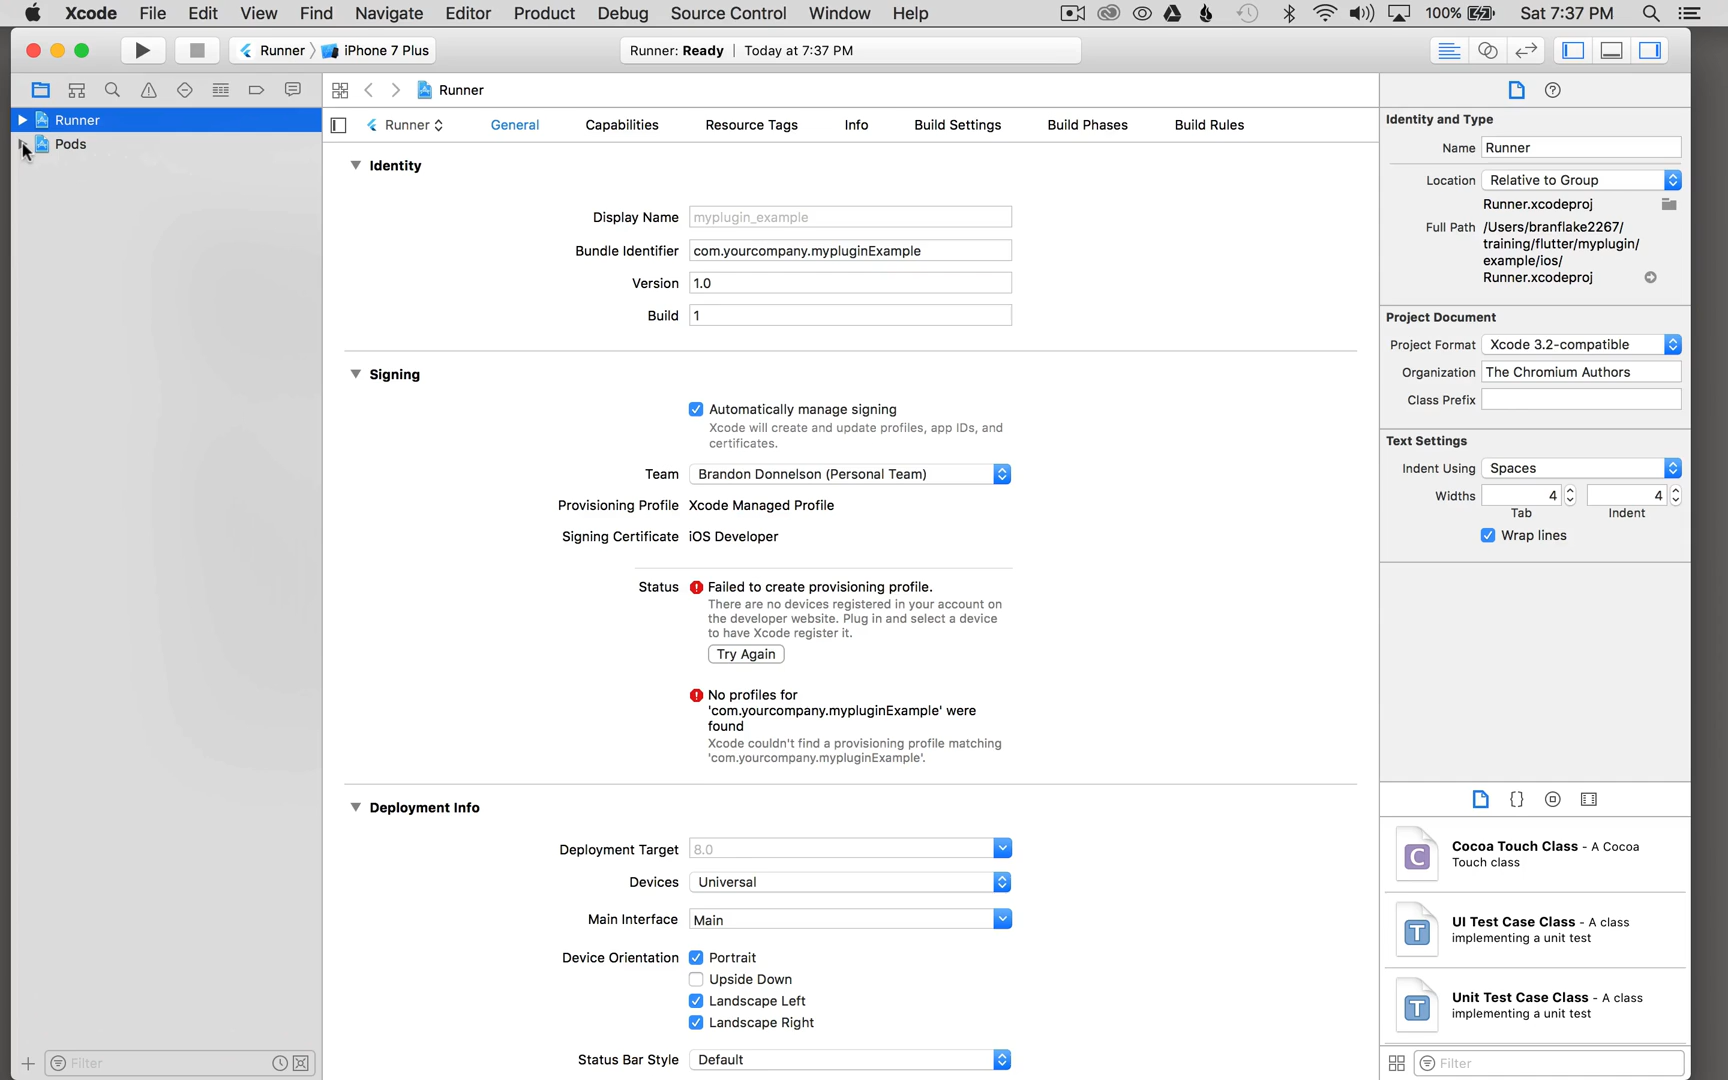 Xcode File Edit View Find Navigate Editor Product Debug Source Control Window Help 100% Sat 7:37 PM
Runner iPhone 7 Plus Runner: Ready | Today at 7:37 PM
Runner
Pods
Runner
Runner General Capabilities Resource Tags Info Build Settings Build Phases Build Rules
Identity
Display Name myplugin_example
Bundle Identifier com.yourcompany.mypluginExample
Version 1.0
Build 1
Signing
Automatically manage signing
Xcode will create and update profiles, app IDs, and
certificates.
Team Brandon Donnelson (Personal Team)
Provisioning Profile Xcode Managed Profile
Signing Certificate iOS Developer
Status Failed to create provisioning profile.
There are no devices registered in your account on
the developer website. Plug in and select a device
to have Xcode register it.
Try Again
No profiles for
'com.yourcompany.mypluginExample' were
found
Xcode couldn't find a provisioning profile matching
'com.yourcompany.mypluginExample'.
Deployment Info
Deployment Target 8.0
Devices Universal
Main Interface Main
Device Orientation Portrait
Upside Down
Landscape Left
Landscape Right
Status Bar Style Default
Filter
Identity and Type
Name Runner
Location Relative to Group
Runner.xcodeproj
Full Path /Users/branflake2267/
training/flutter/myplugin/
example/ios/
Runner.xcodeproj
Project Document
Project Format Xcode 3.2-compatible
Organization The Chromium Authors
Class Prefix
Text Settings
Indent Using Spaces
Widths 4 4
Tab Indent
Wrap lines
{}
C Cocoa Touch Class - A Cocoa
Touch class
T UI Test Case Class - A class
implementing a unit test
T Unit Test Case Class - A class
implementing a unit test
Filter